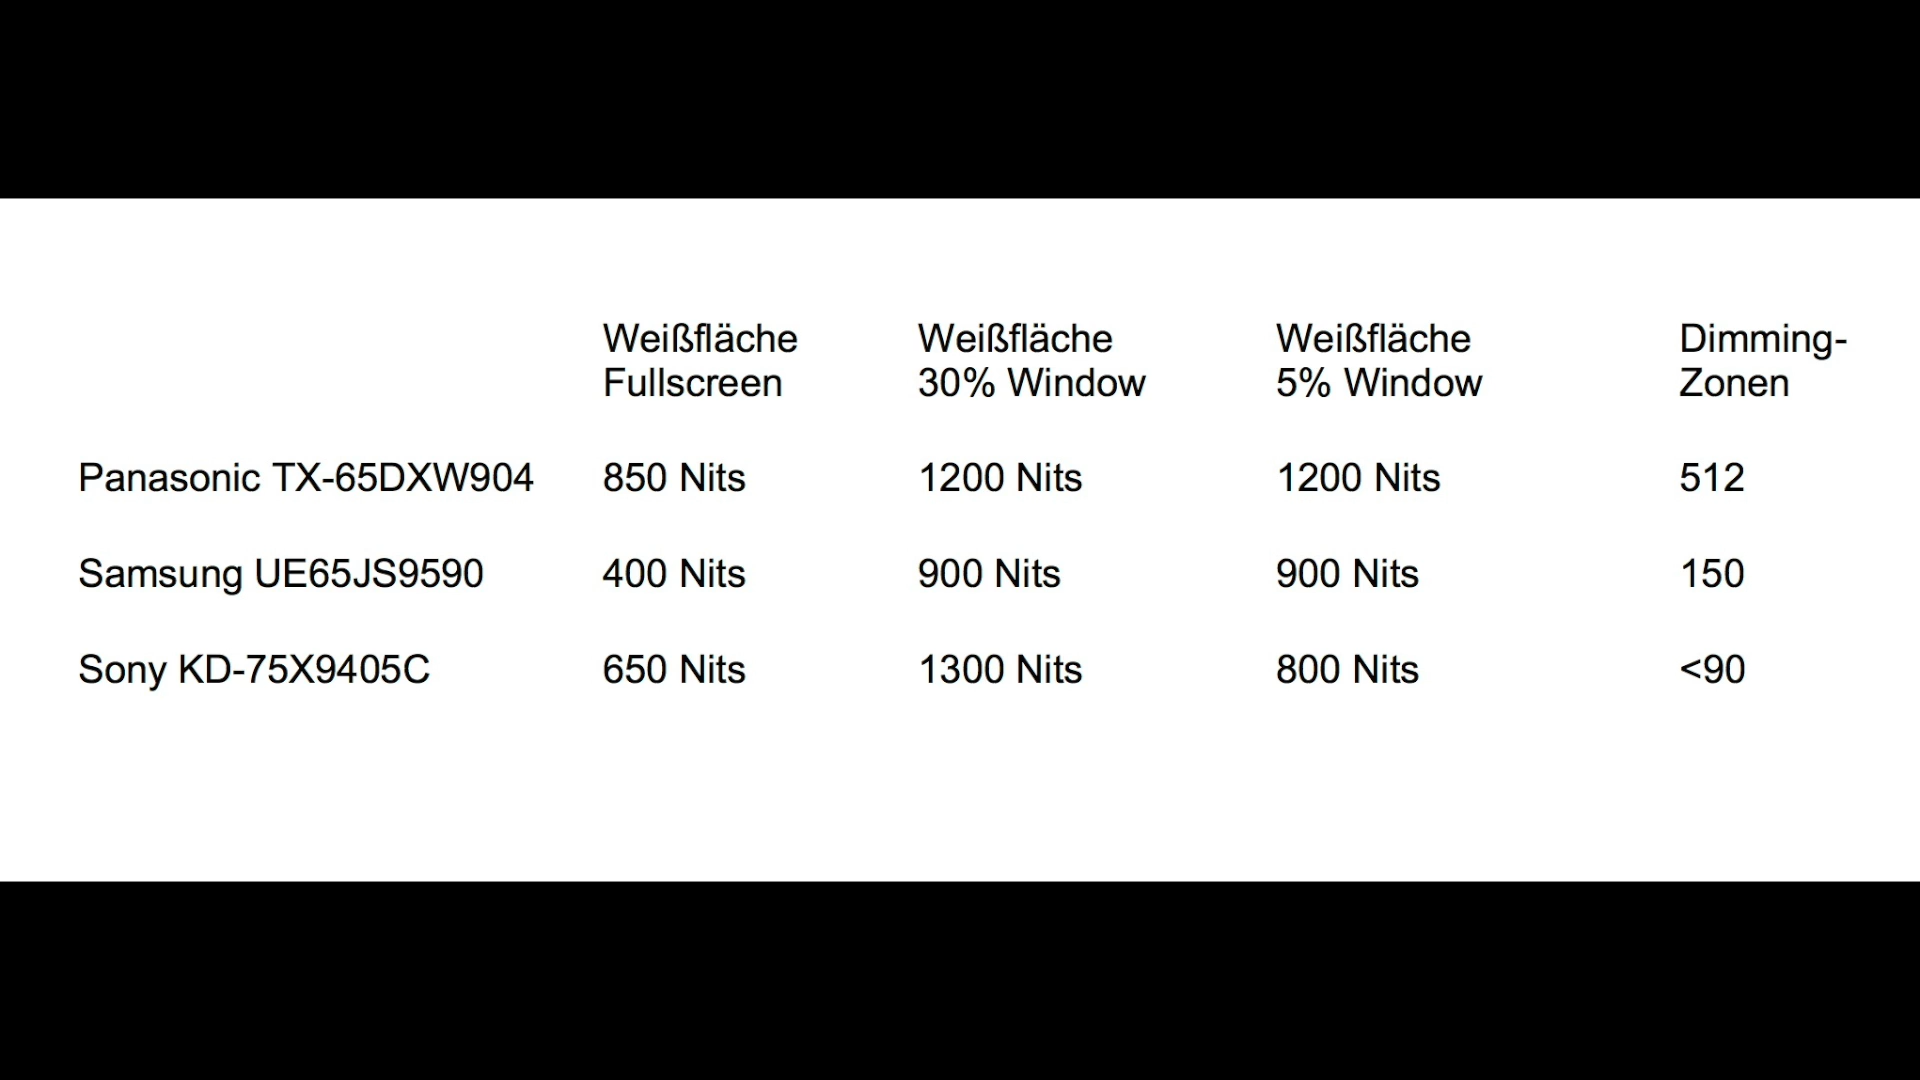 Weißfläche Weißfläche Weißfläche Dimming-
Fullscreen 30% Window 5% Window Zonen
Panasonic TX-65DXW904 850 Nits 1200 Nits 1200 Nits 512
Samsung UE65JS9590 400 Nits 900 Nits 900 Nits 150
Sony KD-75X9405C 650 Nits 1300 Nits 800 Nits <90